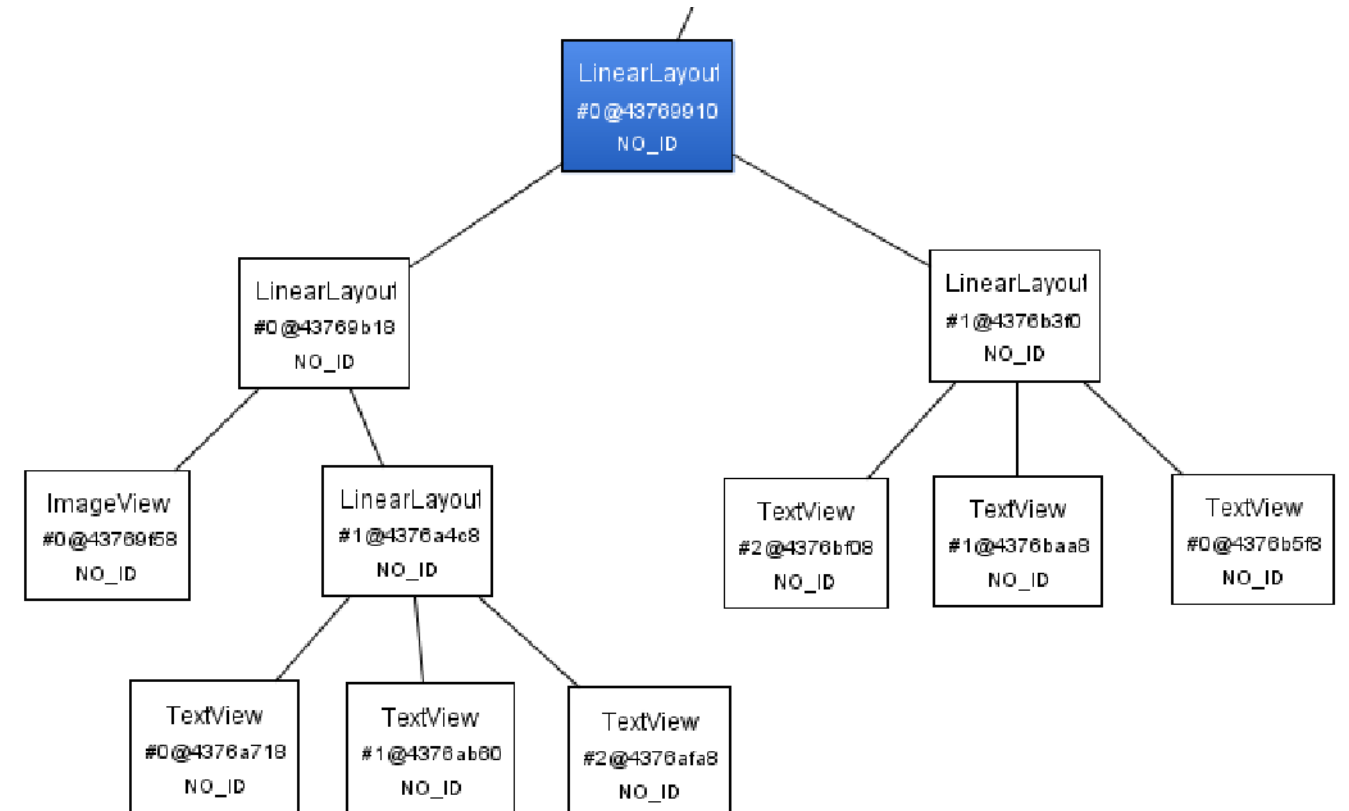 LinearLayout
#0@43769910
NO_ID
LinearLayout
#0@43769b18
NO_ID
LinearLayout
#1@4376b3f0
NO_ID
ImageView
#0@43769f58
NO_ID
LinearLayout
#1@4376a4c8
NO_ID
TextView
#2@4376bf08
NO_ID
TextView
#1@4376baa8
NO_ID
TextView
#0@4376b5f8
NO_ID
TextView
#0@4376a718
NO_ID
TextView
#1@4376ab60
NO_ID
TextView
#2@4376afa8
NO_ID